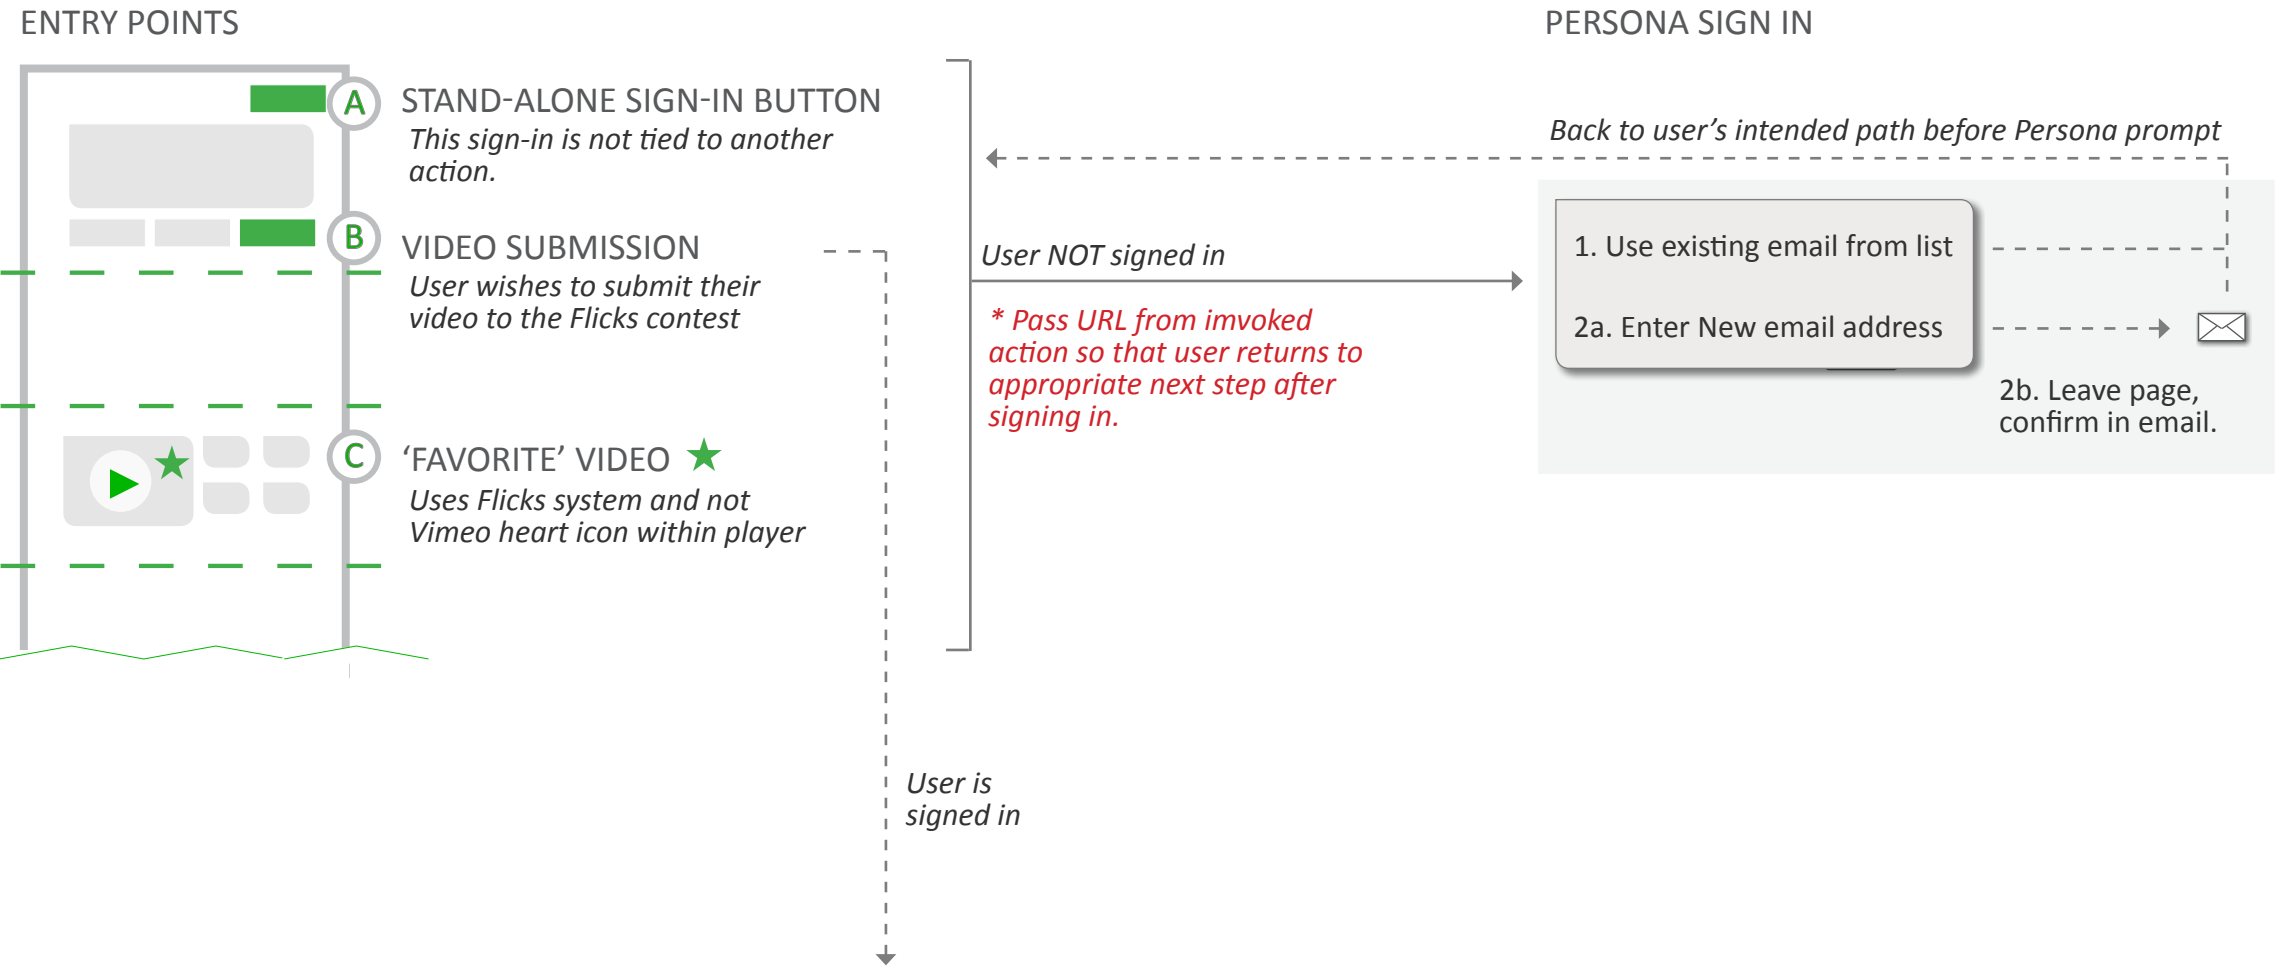 ENTRY POINTS
PERSONA SIGN IN
A
STAND-ALONE SIGN-IN BUTTON
This sign-in is not tied to another
action.
B
VIDEO SUBMISSION
User wishes to submit their
video to the Flicks contest
C
‘FAVORITE’ VIDEO
Uses Flicks system and not
Vimeo heart icon within player
User is
signed in
User NOT signed in
* Pass URL from imvoked
action so that user returns to
appropriate next step after
signing in.
Back to user’s intended path before Persona prompt
1. Use existing email from list
2a. Enter New email address
2b. Leave page,
confirm in email.